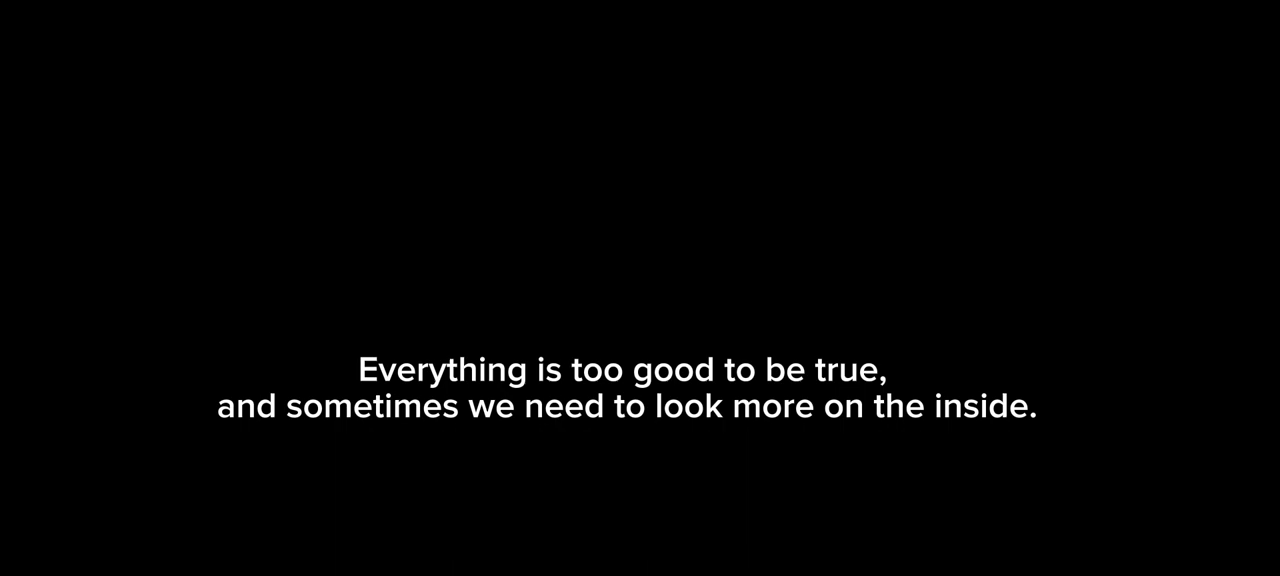 Everything is too good to be true,
and sometimes we need to look more on the inside.